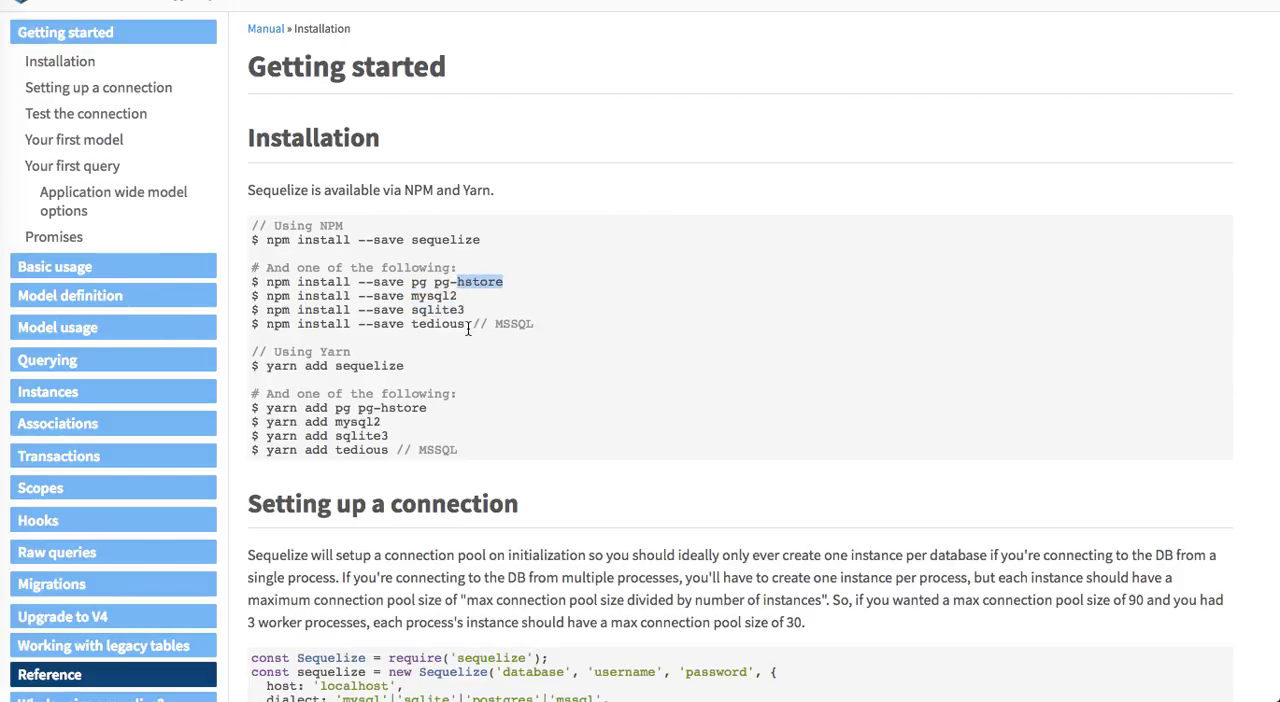 Getting started
Installation
Setting up a connection
Test the connection
Your first model
Your first query
Application wide model
options
Promises
Basic usage
Model definition
Model usage
Querying
Instances
Associations
Transactions
Scopes
Hooks
Raw queries
Migrations
Upgrade to V4
Working with legacy tables
Reference
Manual » Installation
Getting started
Installation
Sequelize is available via NPM and Yarn.
// Using NPM
$ npm install --save sequelize
# And one of the following:
$ npm install --save pg pg-hstore
$ npm install --save mysql2
$ npm install --save sqlite3
$ npm install --save tedious // MSSQL
// Using Yarn
$ yarn add sequelize
# And one of the following:
$ yarn add pg pg-hstore
$ yarn add mysql2
$ yarn add sqlite3
$ yarn add tedious // MSSQL
Setting up a connection
Sequelize will setup a connection pool on initialization so you should ideally only ever create one instance per database if you're connecting to the DB from a
single process. If you're connecting to the DB from multiple processes, you'll have to create one instance per process, but each instance should have a
maximum connection pool size of "max connection pool size divided by number of instances". So, if you wanted a max connection pool size of 90 and you had
3 worker processes, each process's instance should have a max connection pool size of 30.
const Sequelize = require('sequelize');
const sequelize = new Sequelize('database', 'username', 'password', {
host: 'localhost',
dialect: 'mysql'|'sqlite'|'postgres'|'mssql',